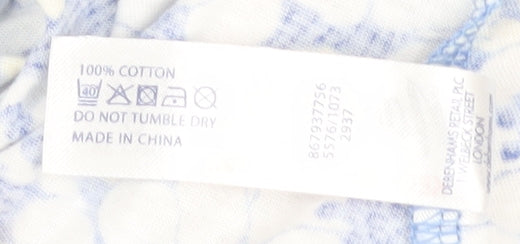 100% COTTON
40
DO NOT TUMBLE DRY
MADE IN CHINA
867937756
5576/1073
2937
DEBENHAMS RETAIL PLC
1 WELBECK STREET
LONDON